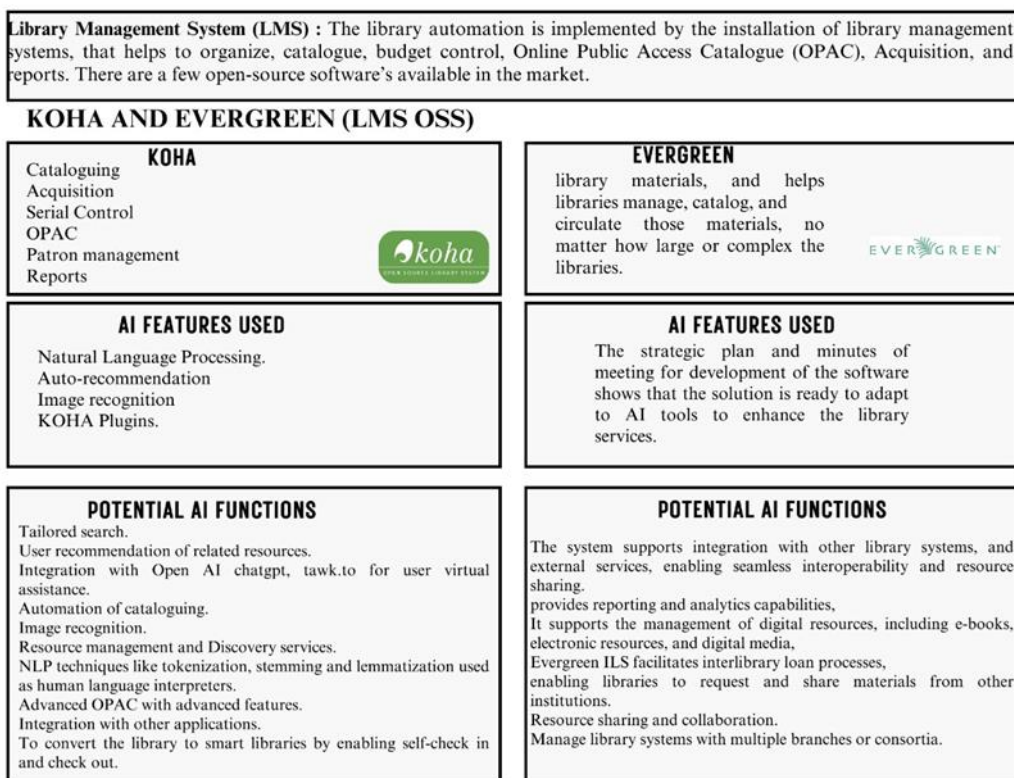 Library Management System (LMS) : The library automation is implemented by the installation of library management
systems, that helps to organize, catalogue, budget control, Online Public Access Catalogue (OPAC), Acquisition, and
reports. There are a few open-source software's available in the market.
KOHA AND EVERGREEN (LMS OSS)
KOHA
Cataloguing
Acquisition
Serial Control
OPAC
Patron management
Reports
koha
OPEN SOURCE LIBRARY SYSTEM
EVERGREEN
library materials, and helps
libraries manage, catalog, and
circulate those materials, no
matter how large or complex the
libraries.
EVERGREEN
AI FEATURES USED
Natural Language Processing.
Auto-recommendation
Image recognition
KOHA Plugins.
AI FEATURES USED
The strategic plan and minutes of
meeting for development of the software
shows that the solution is ready to adapt
to AI tools to enhance the library
services.
POTENTIAL AI FUNCTIONS
Tailored search.
User recommendation of related resources.
Integration with Open AI chatgpt, tawk.to for user virtual
assistance.
Automation of cataloguing.
Image recognition.
Resource management and Discovery services.
NLP techniques like tokenization, stemming and lemmatization used
as human language interpreters.
Advanced OPAC with advanced features.
Integration with other applications.
To convert the library to smart libraries by enabling self-check in
and check out.
POTENTIAL AI FUNCTIONS
The system supports integration with other library systems, and
external services, enabling seamless interoperability and resource
sharing.
provides reporting and analytics capabilities,
It supports the management of digital resources, including e-books,
electronic resources, and digital media,
Evergreen ILS facilitates interlibrary loan processes,
enabling libraries to request and share materials from other
institutions.
Resource sharing and collaboration.
Manage library systems with multiple branches or consortia.